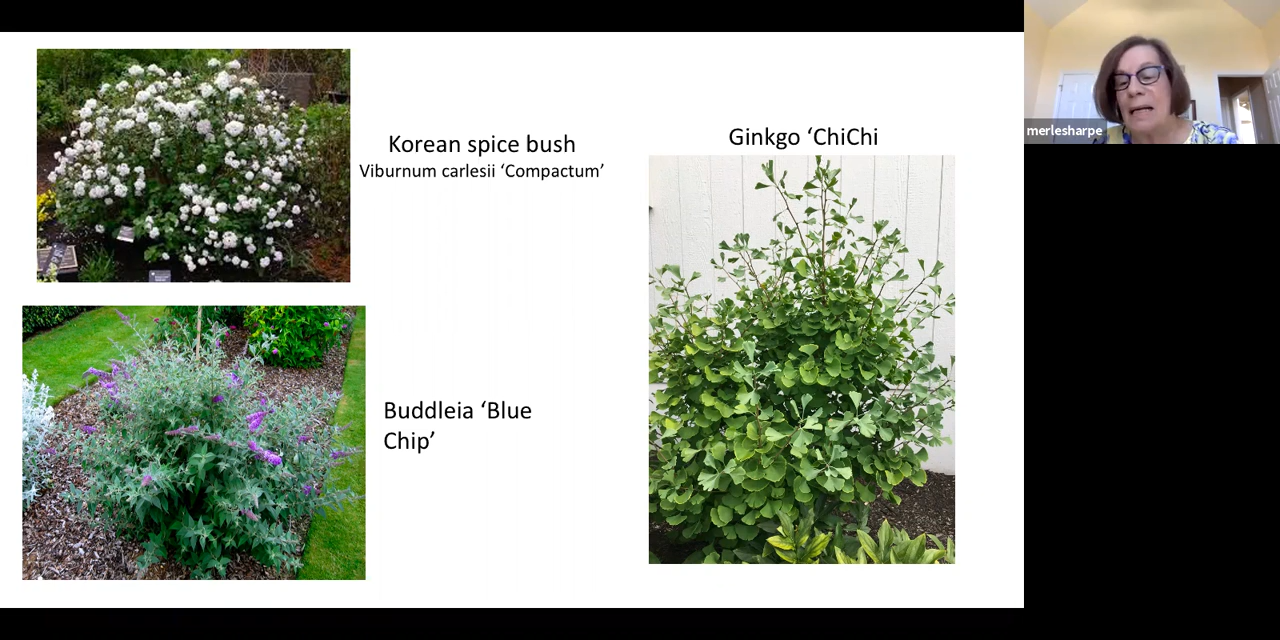 Korean spice bush
Viburnum carlesii ‘Compactum’
Ginkgo ‘ChiChi
Buddleia ‘Blue
Chip’
merlesharpe